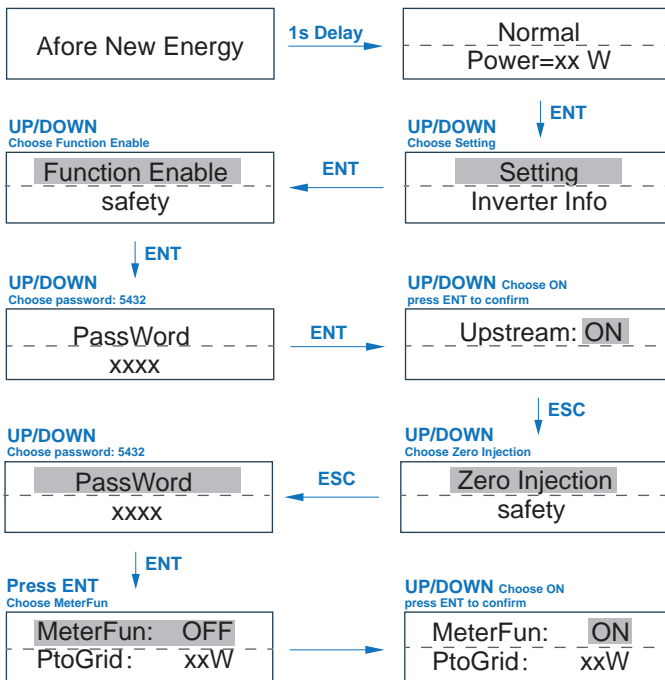 Afore New Energy
1s Delay
Normal
Power=xx W
ENT
UP/DOWN
Choose Setting
Setting
Inverter Info
ENT
UP/DOWN
Choose Function Enable
Function Enable
safety
ENT
UP/DOWN
Choose password: 5432
PassWord
xxxx
ENT
UP/DOWN Choose ON
press ENT to confirm
Upstream: ON
ESC
UP/DOWN
Choose Zero Injection
Zero Injection
safety
ESC
UP/DOWN
Choose password: 5432
PassWord
xxxx
ENT
Press ENT
Choose MeterFun
MeterFun: OFF
PtoGrid: xxW
UP/DOWN Choose ON
press ENT to confirm
MeterFun: ON
PtoGrid: xxW